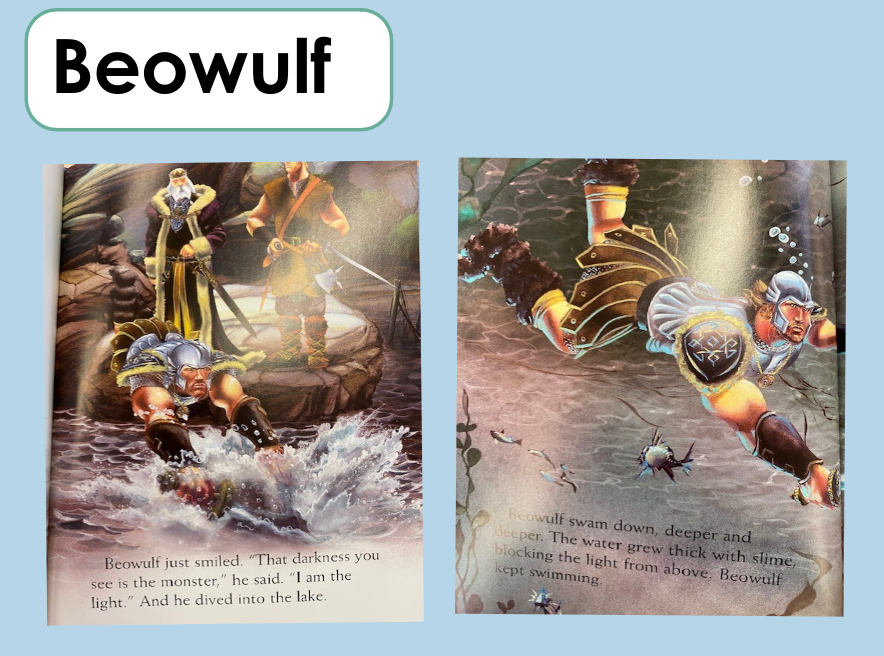 Beowulf
Beowulf just smiled. “That darkness you
see is the monster,” he said. “I am the
light.” And he dived into the lake.
Beowulf swam down, deeper and
deeper. The water grew thick with slime,
blocking the light from above. Beowulf
kept swimming.